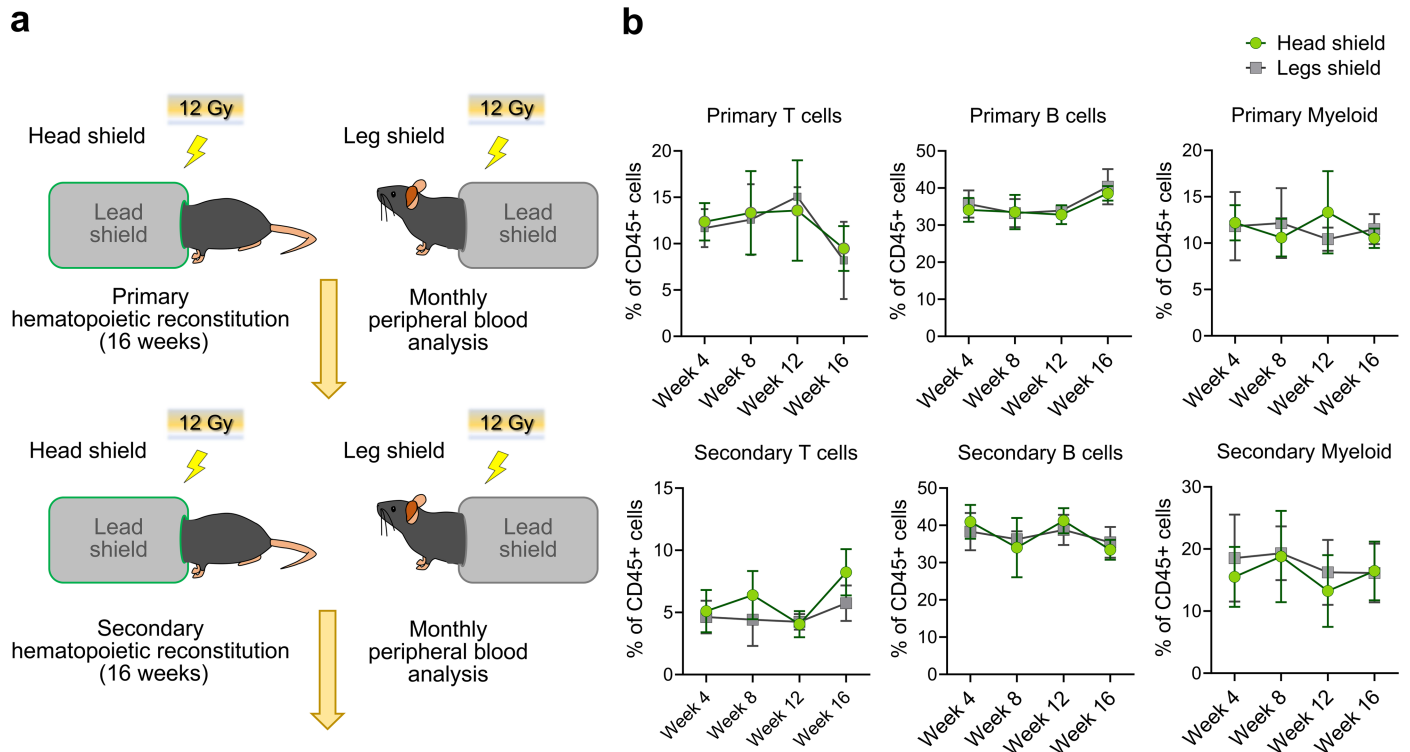 a
12 Gy
12 Gy
Head shield
Leg shield
Lead
shield
Lead
shield
Primary
hematopoietic reconstitution
(16 weeks)
Monthly
peripheral blood
analysis
12 Gy
12 Gy
Head shield
Leg shield
Lead
shield
Lead
shield
Secondary
hematopoietic reconstitution
(16 weeks)
Monthly
peripheral blood
analysis
b
Head shield
Legs shield
Primary T cells
% of CD45+ cells
20
15
10
5
0
Week 4
Week 8
Week 12
Week 16
Primary B cells
% of CD45+ cells
50
40
30
20
10
0
Week 4
Week 8
Week 12
Week 16
Primary Myeloid
% of CD45+ cells
20
15
10
5
0
Week 4
Week 8
Week 12
Week 16
Secondary T cells
% of CD45+ cells
15
10
5
0
Week 4
Week 8
Week 12
Week 16
Secondary B cells
% of CD45+ cells
50
40
30
20
10
0
Week 4
Week 8
Week 12
Week 16
Secondary Myeloid
% of CD45+ cells
30
20
10
0
Week 4
Week 8
Week 12
Week 16